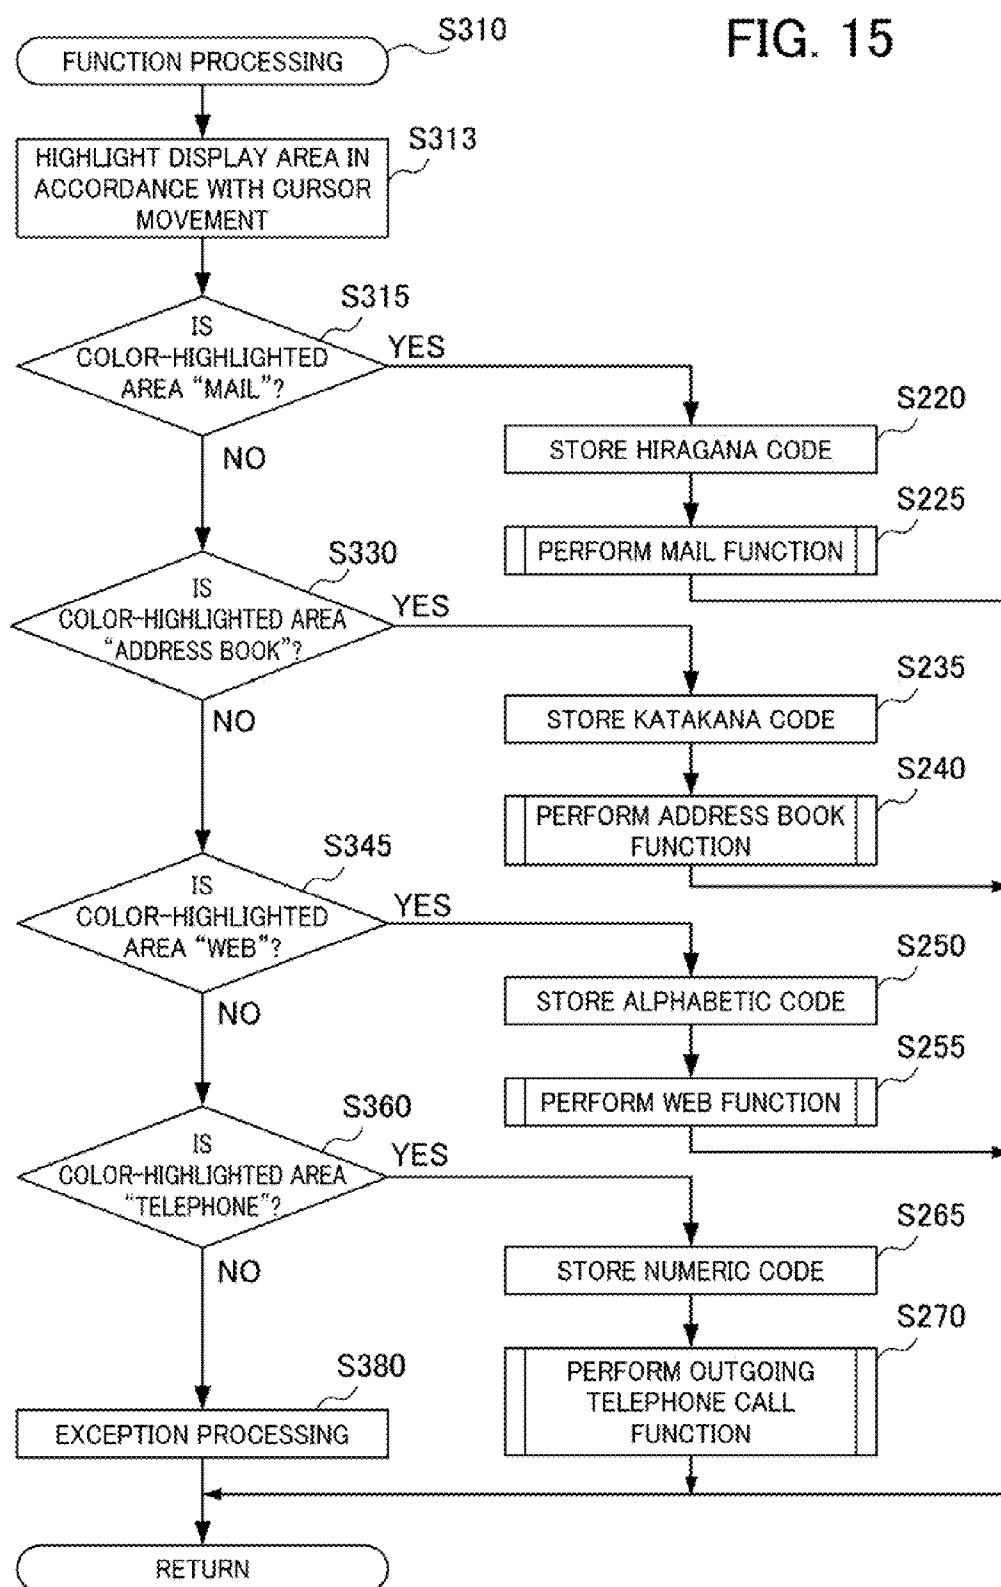 FIG. 15
S310
FUNCTION PROCESSING
S313
HIGHLIGHT DISPLAY AREA IN
ACCORDANCE WITH CURSOR
MOVEMENT
S315
IS
COLOR-HIGHLIGHTED
AREA “MAIL”?
YES
NO
S220
STORE HIRAGANA CODE
S225
PERFORM MAIL FUNCTION
S330
IS
COLOR-HIGHLIGHTED AREA
“ADDRESS BOOK”?
YES
NO
S235
STORE KATAKANA CODE
S240
PERFORM ADDRESS BOOK
FUNCTION
S345
IS
COLOR-HIGHLIGHTED
AREA “WEB”?
YES
NO
S250
STORE ALPHABETIC CODE
S255
PERFORM WEB FUNCTION
S360
IS
COLOR-HIGHLIGHTED AREA
“TELEPHONE”?
YES
NO
S265
STORE NUMERIC CODE
S270
PERFORM OUTGOING
TELEPHONE CALL
FUNCTION
S380
EXCEPTION PROCESSING
RETURN